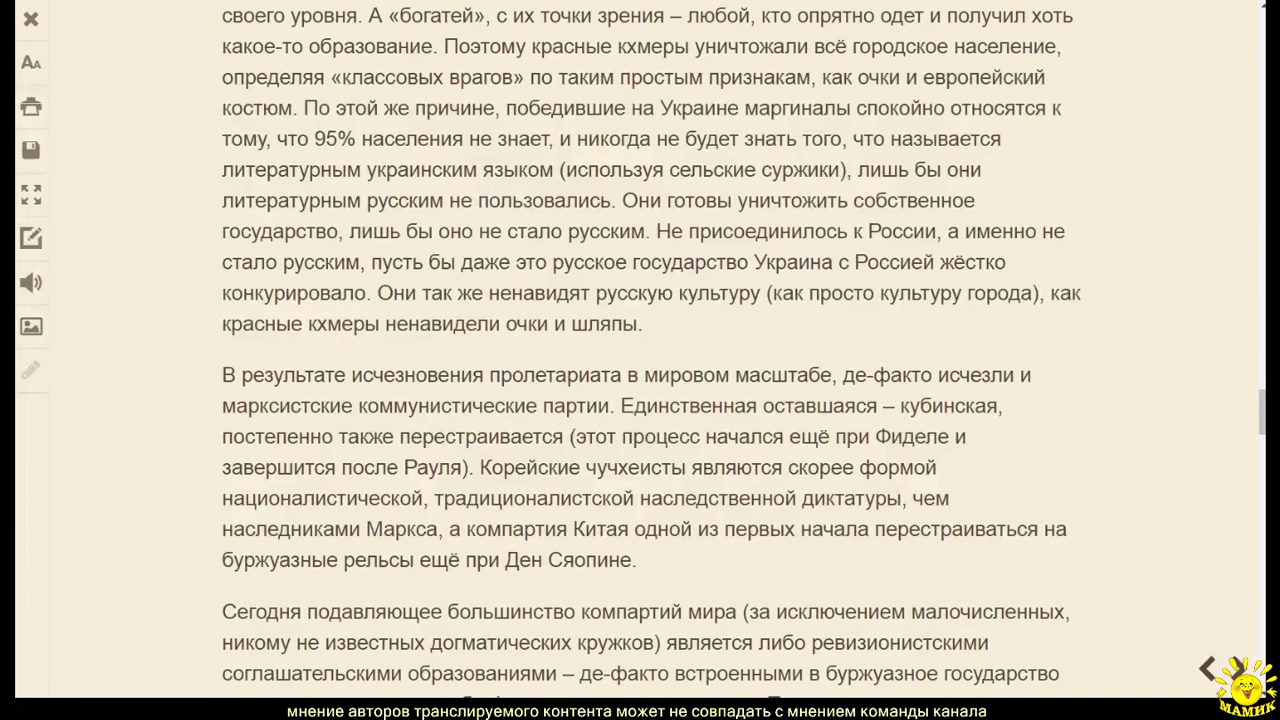 своего уровня. А «богатей», с их точки зрения – любой, кто опрятно одет и получил хоть
какое-то образование. Поэтому красные кхмеры уничтожали всё городское население,
определяя «классовых врагов» по таким простым признакам, как очки и европейский
костюм. По этой же причине, победившие на Украине маргиналы спокойно относятся к
тому, что 95% населения не знает, и никогда не будет знать того, что называется
литературным украинским языком (используя сельские суржики), лишь бы они
литературным русским не пользовались. Они готовы уничтожить собственное
государство, лишь бы оно не стало русским. Не присоединилось к России, а именно не
стало русским, пусть бы даже это русское государство Украина с Россией жёстко
конкурировало. Они так же ненавидят русскую культуру (как просто культуру города), как
красные кхмеры ненавидели очки и шляпы.
В результате исчезновения пролетариата в мировом масштабе, де-факто исчезли и
марксистские коммунистические партии. Единственная оставшаяся – кубинская,
постепенно также перестраивается (этот процесс начался ещё при Фиделе и
завершится после Рауля). Корейские чучхеисты являются скорее формой
националистической, традиционалистской наследственной диктатуры, чем
наследниками Маркса, а компартия Китая одной из первых начала перестраиваться на
буржуазные рельсы ещё при Ден Сяопине.
Сегодня подавляющее большинство компартий мира (за исключением малочисленных,
никому не известных догматических кружков) является либо ревизионистскими
соглашательскими образованиями – де-факто встроенными в буржуазное государство
МАМИК
мнение авторов транслируемого контента может не совпадать с мнением команды канала